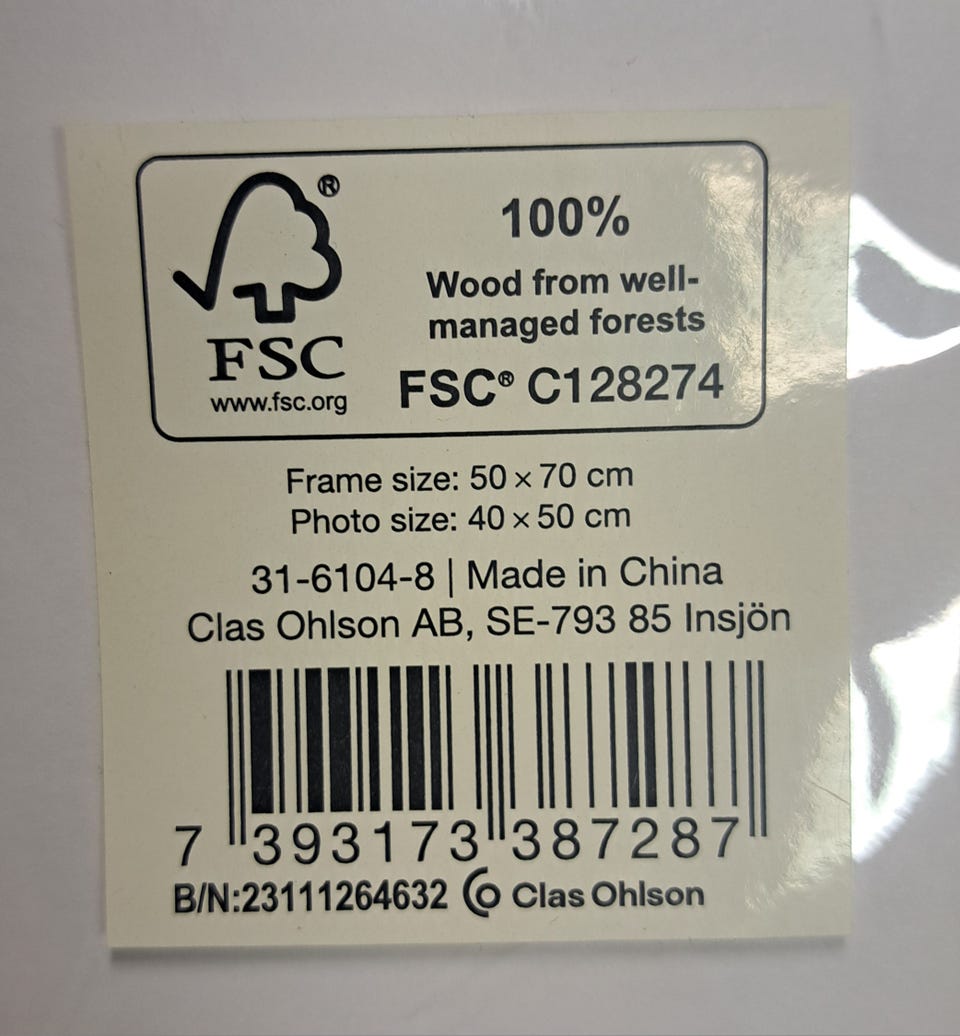 ®
100%
Wood from well-
managed forests
FSC
www.fsc.org
FSC® C128274
Frame size: 50 × 70 cm
Photo size: 40 × 50 cm
31-6104-8 | Made in China
Clas Ohlson AB, SE-793 85 Insjön
7 393173 387287
B/N:23111264632 Clas Ohlson